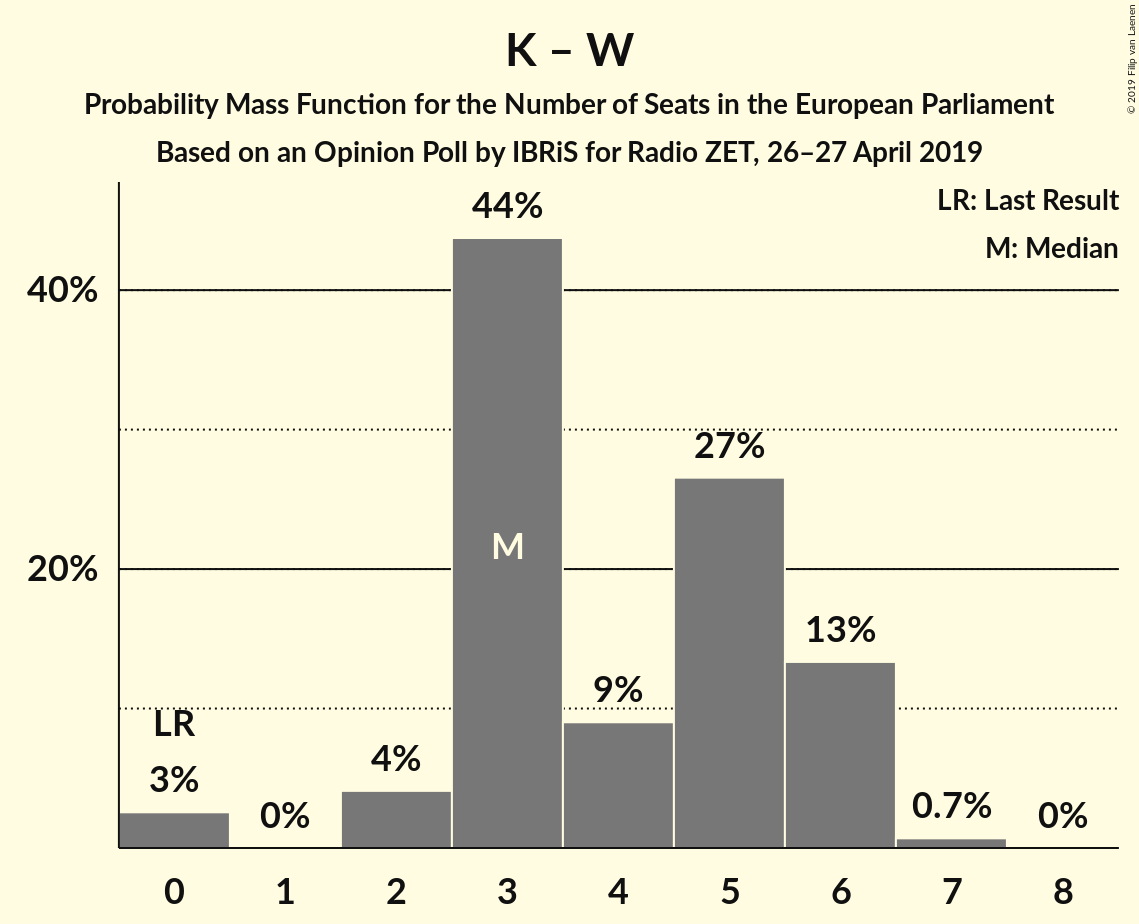 K – W
Probability Mass Function for the Number of Seats in the European Parliament
Based on an Opinion Poll by IBRiS for Radio ZET, 26–27 April 2019
© 2019 Filip van Laenen
LR: Last Result
M: Median
44%
40%
27%
M
20%
13%
9%
LR
4%
3%
0%
0.7%
0%
0 1 2 3 4 5 6 7 8